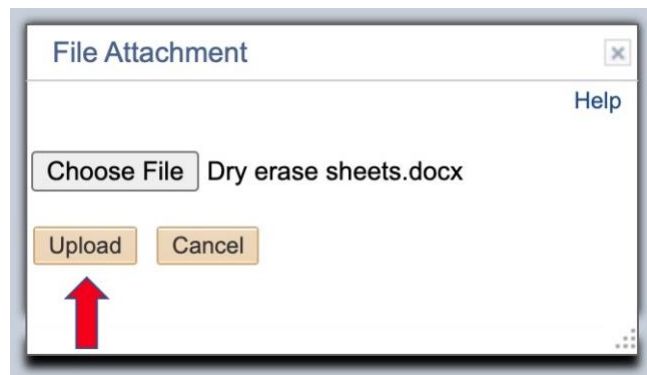 File Attachment
Help
Choose File Dry erase sheets.docx
Upload Cancel